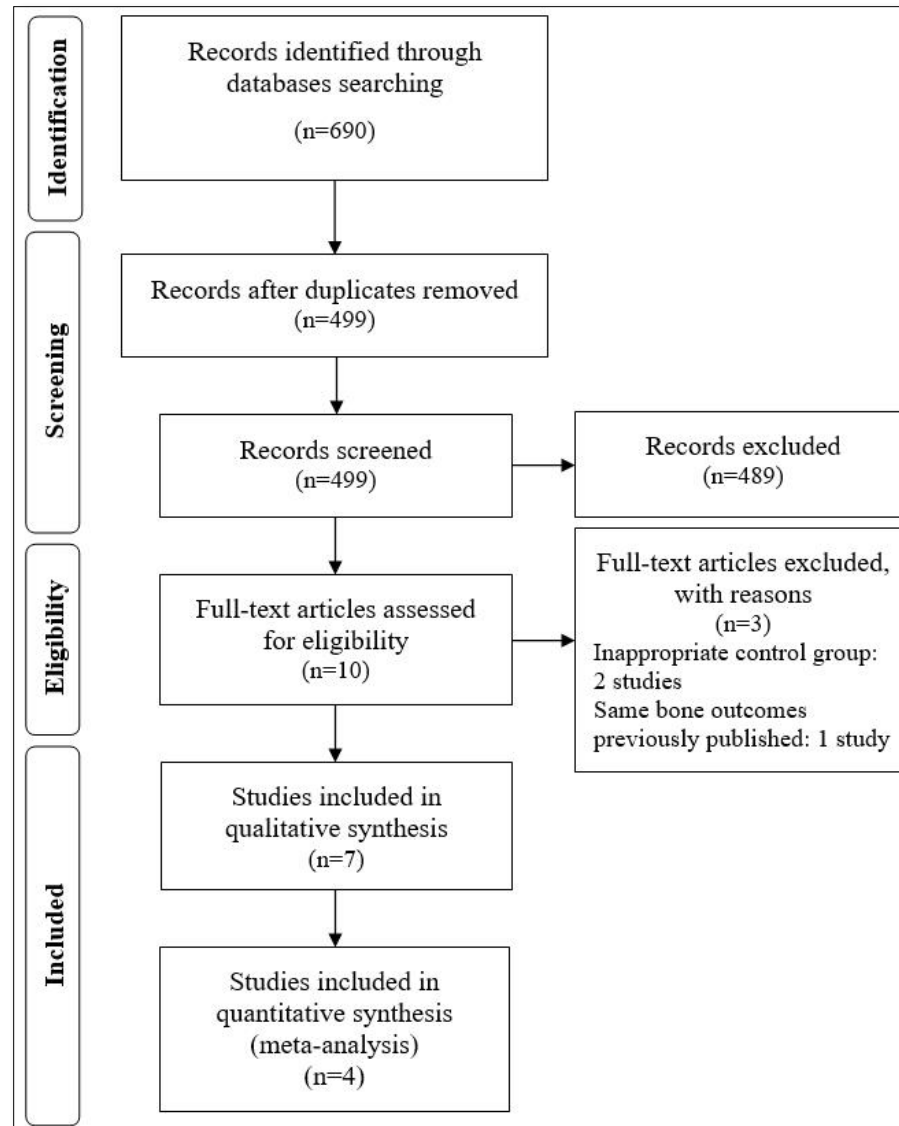 Identification
Records identified through
databases searching
(n=690)
Screening
Records after duplicates removed
(n=499)
Records screened
(n=499)
Records excluded
(n=489)
Eligibility
Full-text articles assessed
for eligibility
(n=10)
Full-text articles excluded,
with reasons
(n=3)
Inappropriate control group:
2 studies
Same bone outcomes
previously published: 1 study
Included
Studies included in
qualitative synthesis
(n=7)
Studies included in
quantitative synthesis
(meta-analysis)
(n=4)